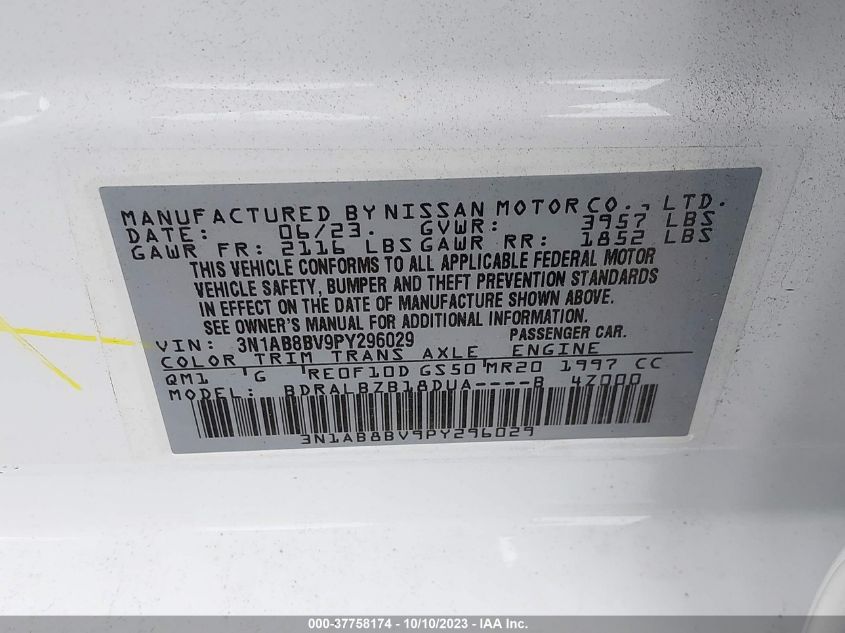 MANUFACTURED BY NISSAN MOTOR CO., LTD.
DATE: 06/23. GVWR: 3957 LBS
GAWR FR: 2116 LBS GAWR RR: 1852 LBS
THIS VEHICLE CONFORMS TO ALL APPLICABLE FEDERAL MOTOR
VEHICLE SAFETY, BUMPER AND THEFT PREVENTION STANDARDS
IN EFFECT ON THE DATE OF MANUFACTURE SHOWN ABOVE.
SEE OWNER'S MANUAL FOR ADDITIONAL INFORMATION.
VIN: 3N1AB8BV9PY296029 PASSENGER CAR.
COLOR TRIM TRANS AXLE ENGINE
QM1 G RE0F10D GS50 MR20 1997 CC
MODEL: BDRALBZB18DUA----B 4Z000
3N1AB8BV9PY296029
000-37758174 - 10/10/2023 - IAA Inc.